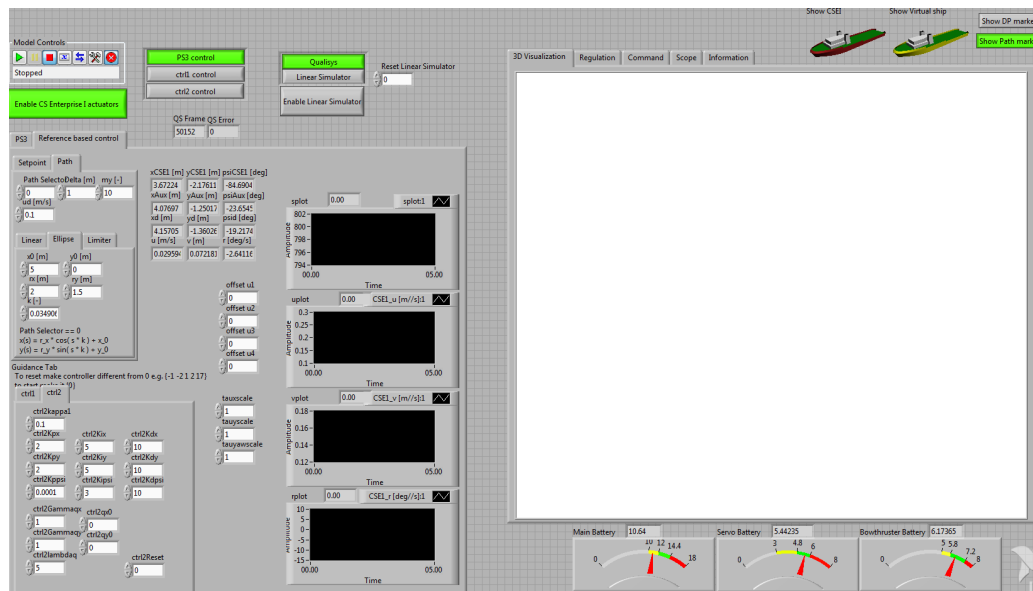 Show CSEI
Show Virtual ship
Show DP marke
Show Path mark
Model Controls
Stopped
PS3 control
ctrl1 control
ctrl2 control
Qualisys
Linear Simulator
Enable Linear Simulator
Reset Linear Simulator
0
Enable CS Enterprise I actuators
QS Frame QS Error
50152 0
PS3 Reference based control
Setpoint Path
Path Selecto Delta [m] my [-]
0 1 10
ud [m/s]
0.1
Linear Ellipse Limiter
x0 [m] y0 [m]
5 0
rx [m] ry [m]
2 1.5
k [-]
0.03490
Path Selector == 0
x(s) = r_x * cos( s * k ) + x_0
y(s) = r_y * sin( s * k ) + y_0
xCSE1 [m] yCSE1 [m] psiCSE1 [deg]
3.67224 -2.17611 -84.6904
xAux [m] yAux [m] psiAux [deg]
4.07697 -1.25017 -23.6545
xd [m] yd [m] psid [deg]
4.15705 -1.36026 -19.2174
u [m/s] v [m] r [deg/s]
0.02959 0.072181 -2.64116
offset u1
0
offset u2
0
offset u3
0
offset u4
0
tauxscale
1
tauyscale
1
tauyawscale
1
Guidance Tab
To reset make controller different from 0 e.g. (-1 -2 1 2 17)
to start make it (0)
ctrl1 ctrl2
ctrl2kappa1
0.1
ctrl2Kpx ctrl2Kix ctrl2Kdx
2 5 10
ctrl2Kpy ctrl2Kiy ctrl2Kdy
2 5 10
ctrl2Kppsi ctrl2Kipsi ctrl2Kdpsi
0.0001 3 10
ctrl2Gammaqx ctrl2qx0
1 0
ctrl2Gammaqy ctrl2qy0
1 0
ctrl2lambdaq ctrl2Reset
5 0
splot 0.00 splot:1
802
800
798
796
794
Amplitude
00.00 05.00
Time
uplot 0.00 CSE1_u [m//s]:1
0.3
0.25
0.2
0.15
0.1
Amplitude
00.00 05.00
Time
vplot 0.00 CSE1_v [m//s]:1
0.18
0.16
0.14
0.12
Amplitude
00.00 05.00
Time
rplot 0.00 CSE1_r [deg//s]:1
10
5
0
-5
-10
-15
Amplitude
00.00 05.00
Time
3D Visualization Regulation Command Scope Information
Main Battery 10.64
0 10 12 14.4 18
Servo Battery 5.44235
0 3 4.8 6 8
Bowthruster Battery 6.17365
0 5 5.8 7.2 8